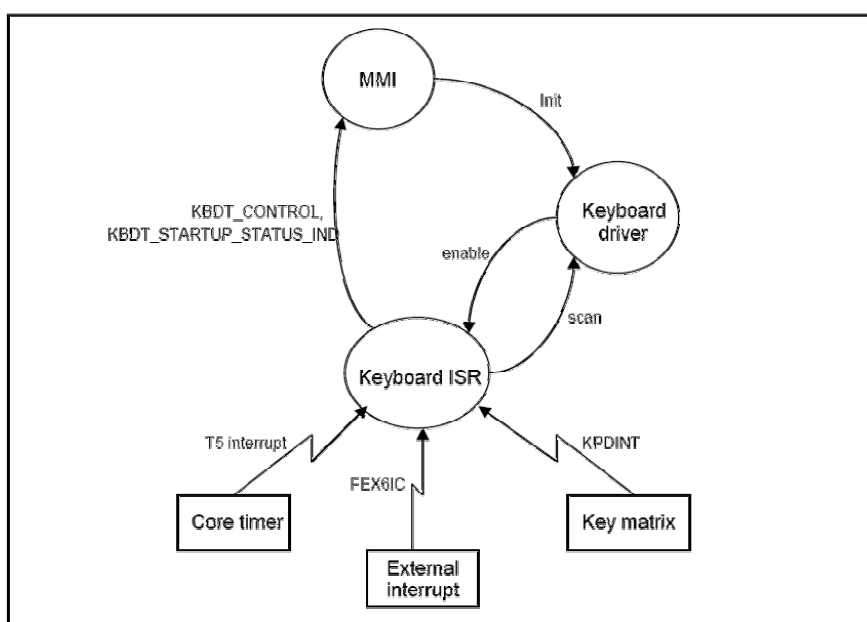 MMI
Init
KBDT_CONTROL,
KBDT_STARTUP_STATUS_IND
Keyboard
driver
enable
scan
Keyboard ISR
T5 interrupt
KPDINT
FEX6IC
Core timer
Key matrix
External
interrupt